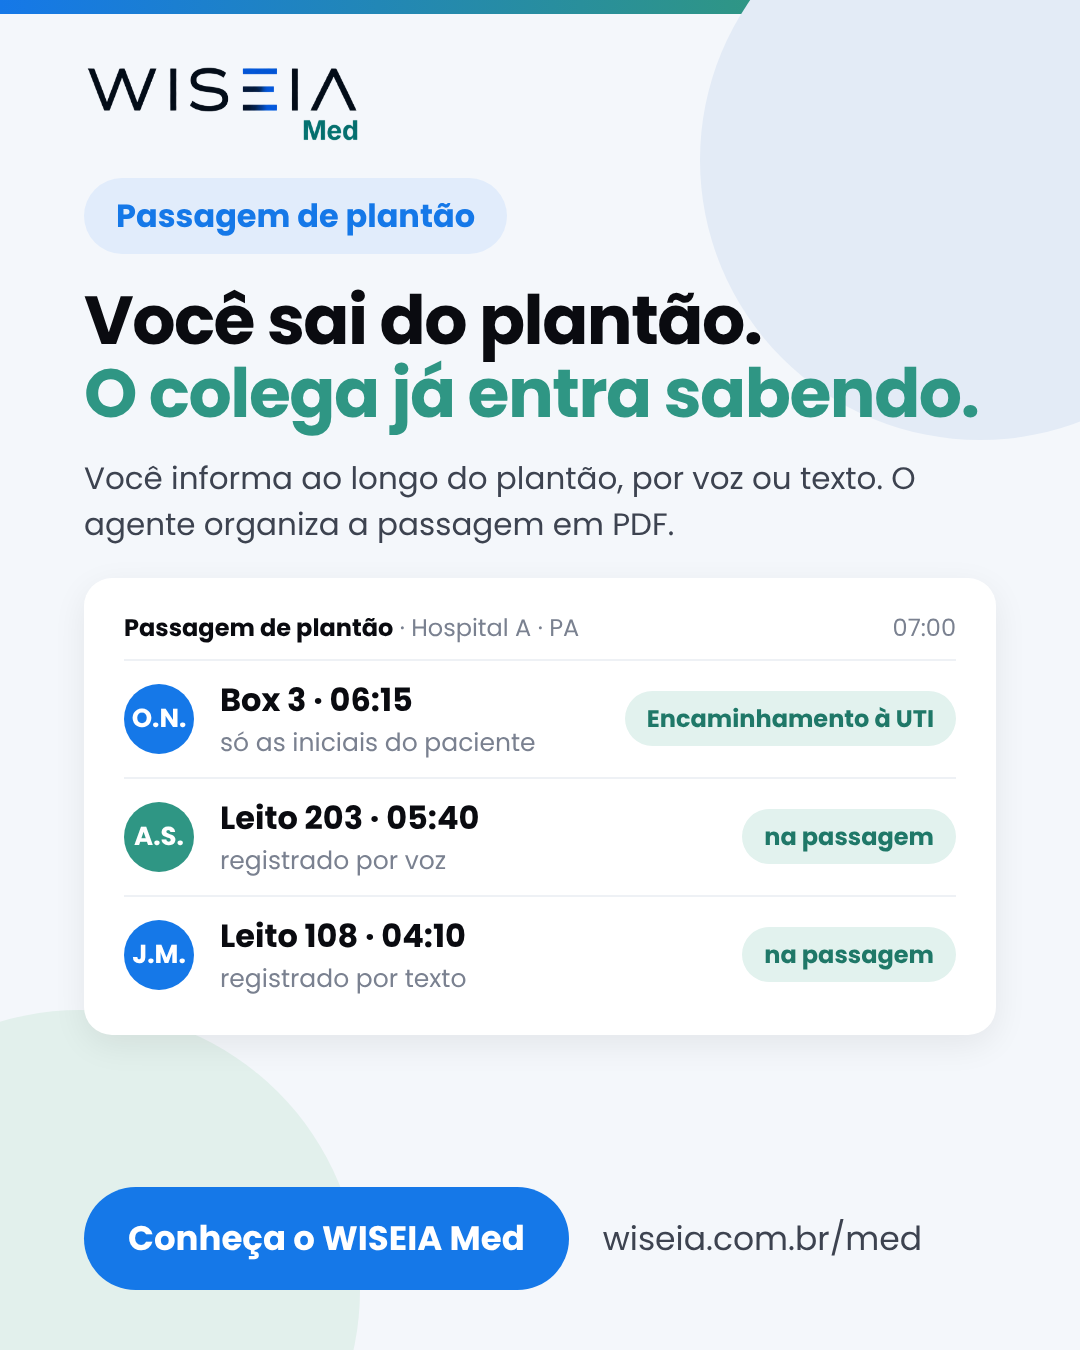 WISEIA
Med
Passagem de plantão
Você sai do plantão.
O colega já entra sabendo.
Você informa ao longo do plantão, por voz ou texto. O
agente organiza a passagem em PDF.
Passagem de plantão · Hospital A · PA 07:00
O.N. Box 3 · 06:15 Encaminhamento à UTI
só as iniciais do paciente
A.S. Leito 203 · 05:40 na passagem
registrado por voz
J.M. Leito 108 · 04:10 na passagem
registrado por texto
Conheça o WISEIA Med wiseia.com.br/med